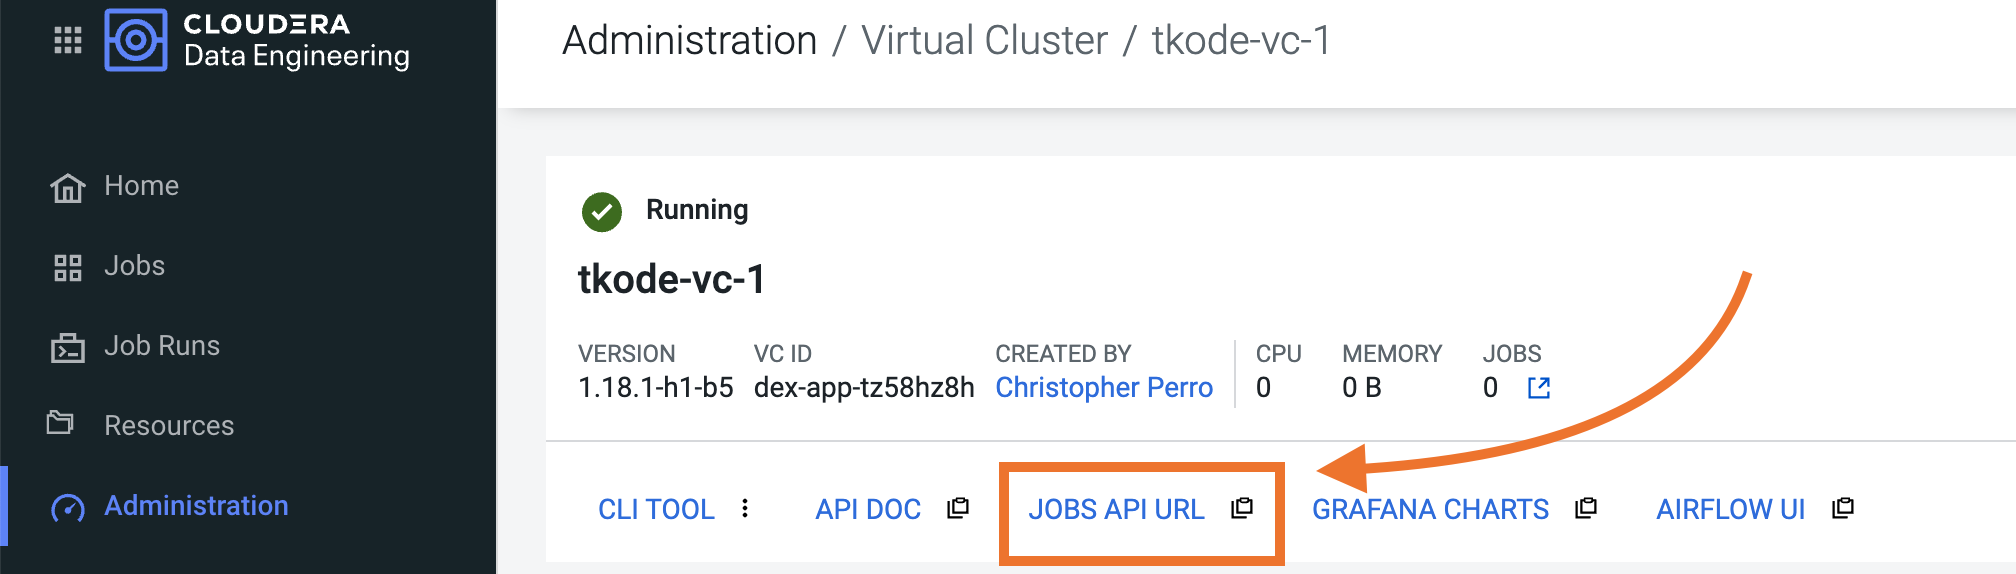 CLOUDERA
Data Engineering
Home
Jobs
Job Runs
Resources
Administration
Administration / Virtual Cluster / tkode-vc-1
Running
tkode-vc-1
VERSION VC ID CREATED BY CPU MEMORY JOBS
1.18.1-h1-b5 dex-app-tz58hz8h Christopher Perro 0 0 B 0
CLI TOOL API DOC JOBS API URL GRAFANA CHARTS AIRFLOW UI